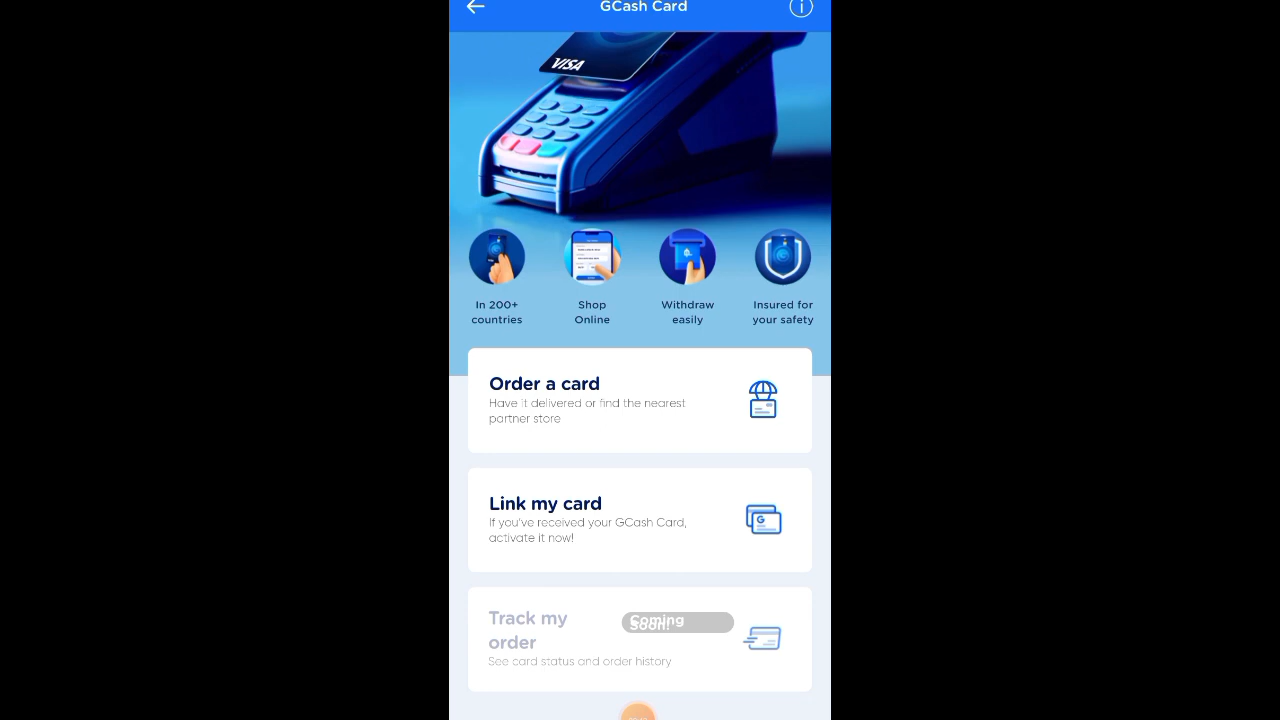 GCash Card
VISA
In 200+
countries
Shop
Online
Withdraw
easily
Insured for
your safety
Order a card
Have it delivered or find the nearest
partner store
Link my card
If you've received your GCash Card,
activate it now!
Track my
order
Coming
Soon!
See card status and order history